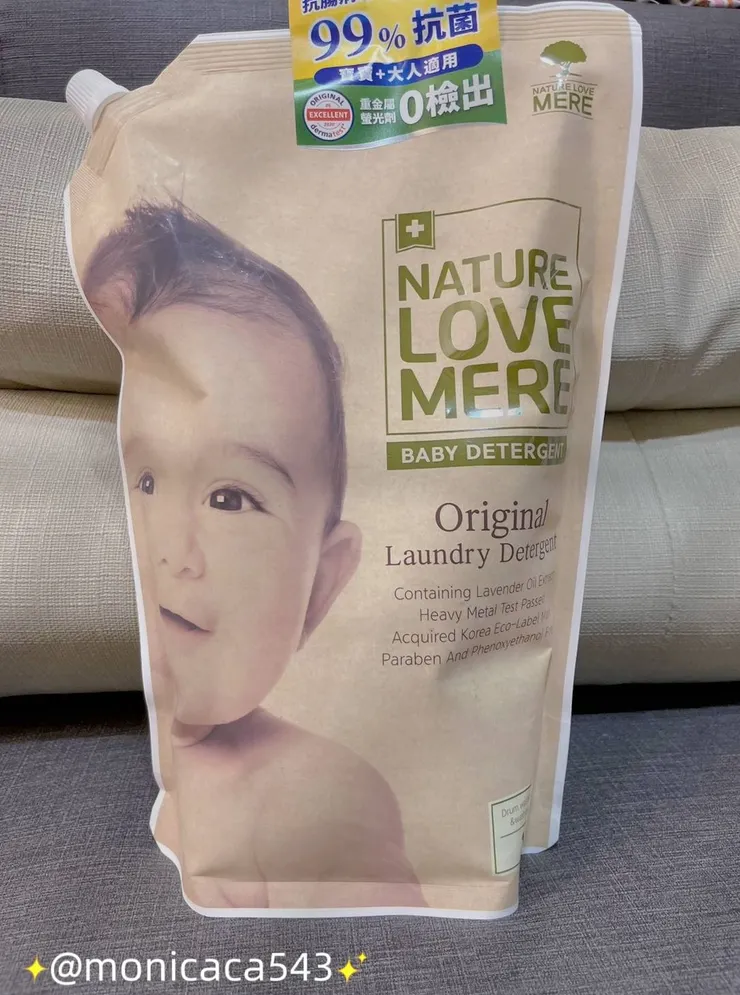 99% 抗菌
寶寶+大人適用
ORIGINAL
EXCELLENT
dermatest
重金屬
螢光劑
0檢出
NATURE LOVE
MERE
NATURE
LOVE
MERE
BABY DETERGENT
Original
Laundry Detergent
Containing Lavender Oil
Heavy Metal Test Passed
Acquired Korea Eco-Label
Paraben And Phenoxyethanol
Drum
@monicaca543